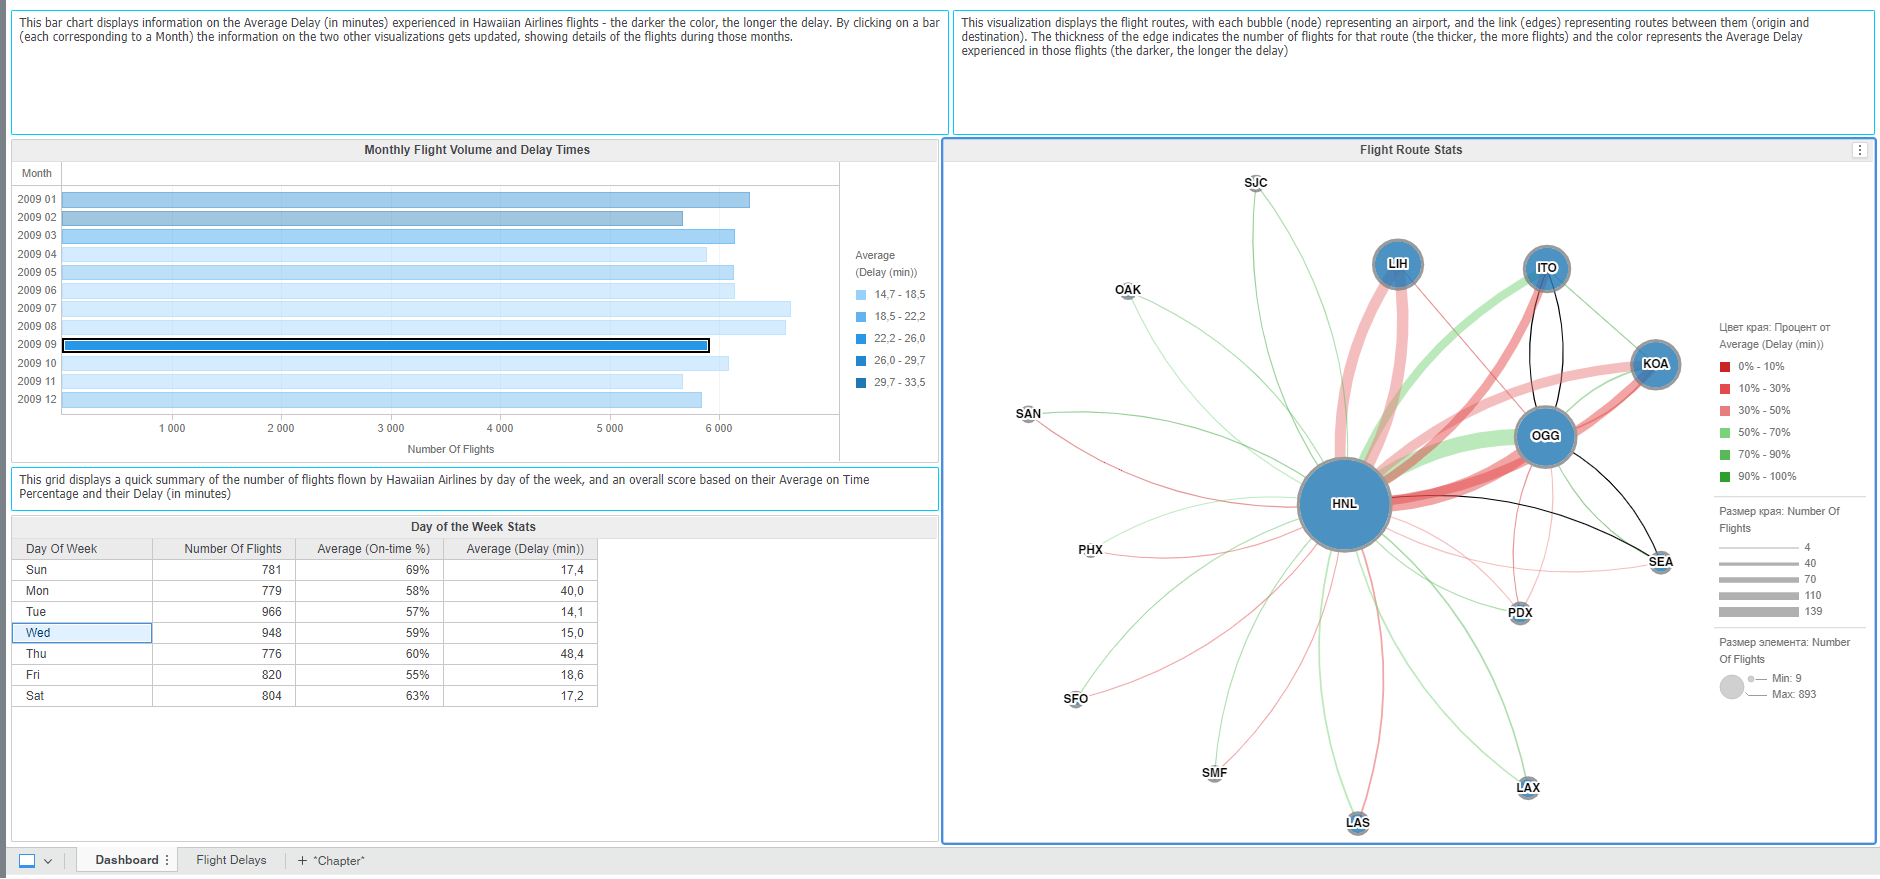 This bar chart displays information on the Average Delay (in minutes) experienced in Hawaiian Airlines flights - the darker the color, the longer the delay. By clicking on a bar
(each corresponding to a Month) the information on the two other visualizations gets updated, showing details of the flights during those months.
This visualization displays the flight routes, with each bubble (node) representing an airport, and the link (edges) representing routes between them (origin and
destination). The thickness of the edge indicates the number of flights for that route (the thicker, the more flights) and the color represents the Average Delay
experienced in those flights (the darker, the longer the delay)
Monthly Flight Volume and Delay Times
Month
2009 01
2009 02
2009 03
2009 04
2009 05
2009 06
2009 07
2009 08
2009 09
2009 10
2009 11
2009 12
1 000 2 000 3 000 4 000 5 000 6 000
Number Of Flights
Average
(Delay (min))
14,7 - 18,5
18,5 - 22,2
22,2 - 26,0
26,0 - 29,7
29,7 - 33,5
This grid displays a quick summary of the number of flights flown by Hawaiian Airlines by day of the week, and an overall score based on their Average on Time
Percentage and their Delay (in minutes)
Day of the Week Stats
Day Of Week Number Of Flights Average (On-time %) Average (Delay (min))
Sun 781 69% 17,4
Mon 779 58% 40,0
Tue 966 57% 14,1
Wed 948 59% 15,0
Thu 776 60% 48,4
Fri 820 55% 18,6
Sat 804 63% 17,2
Flight Route Stats
SJC
LIH
ITO
OAK
KOA
SAN
OGG
HNL
PHX
SEA
PDX
SFO
SMF
LAX
LAS
Цвет края: Процент от
Average (Delay (min))
0% - 10%
10% - 30%
30% - 50%
50% - 70%
70% - 90%
90% - 100%
Размер края: Number Of
Flights
4
40
70
110
139
Размер элемента: Number
Of Flights
Min: 9
Max: 893
Dashboard Flight Delays + *Chapter*